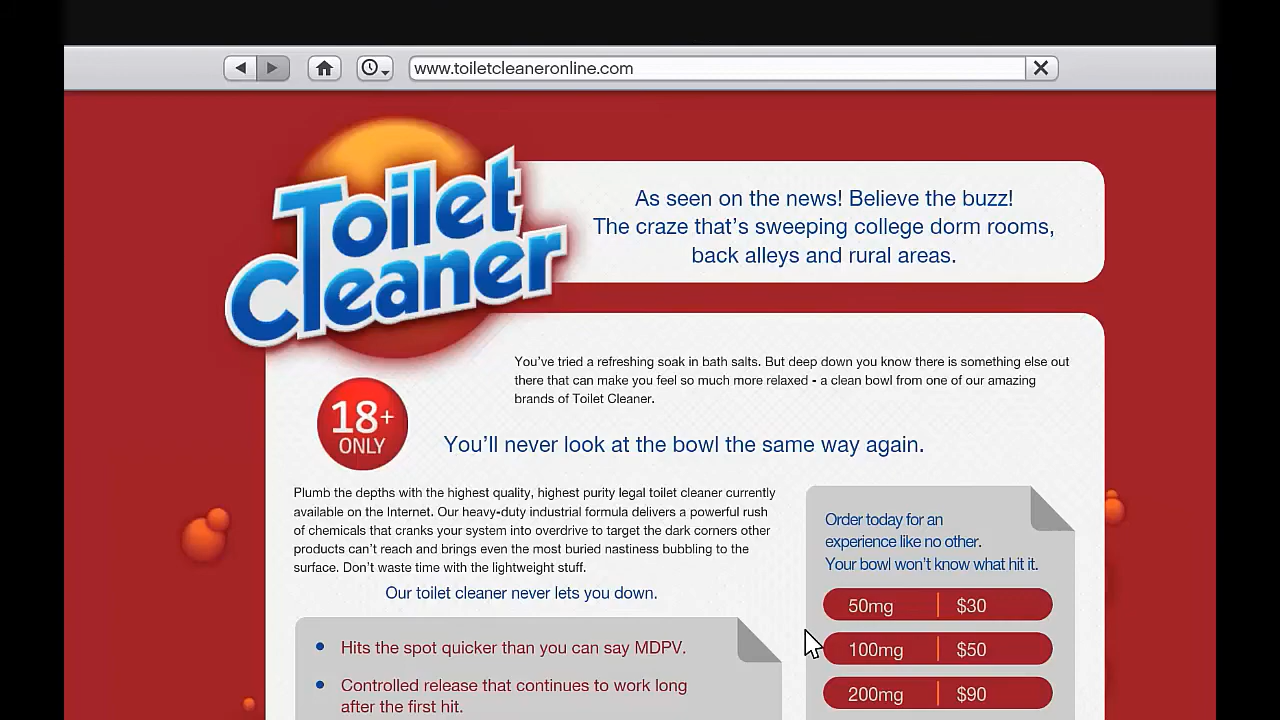 www.toiletcleaneronline.com
Toilet
Cleaner
As seen on the news! Believe the buzz!
The craze that's sweeping college dorm rooms,
back alleys and rural areas.
You've tried a refreshing soak in bath salts. But deep down you know there is something else out
there that can make you feel so much more relaxed - a clean bowl from one of our amazing
brands of Toilet Cleaner.
18+
ONLY
You'll never look at the bowl the same way again.
Plumb the depths with the highest quality, highest purity legal toilet cleaner currently
available on the Internet. Our heavy-duty industrial formula delivers a powerful rush
of chemicals that cranks your system into overdrive to target the dark corners other
products can't reach and brings even the most buried nastiness bubbling to the
surface. Don't waste time with the lightweight stuff.
Our toilet cleaner never lets you down.
• Hits the spot quicker than you can say MDPV.
• Controlled release that continues to work long
after the first hit.
Order today for an
experience like no other.
Your bowl won't know what hit it.
50mg | $30
100mg | $50
200mg | $90